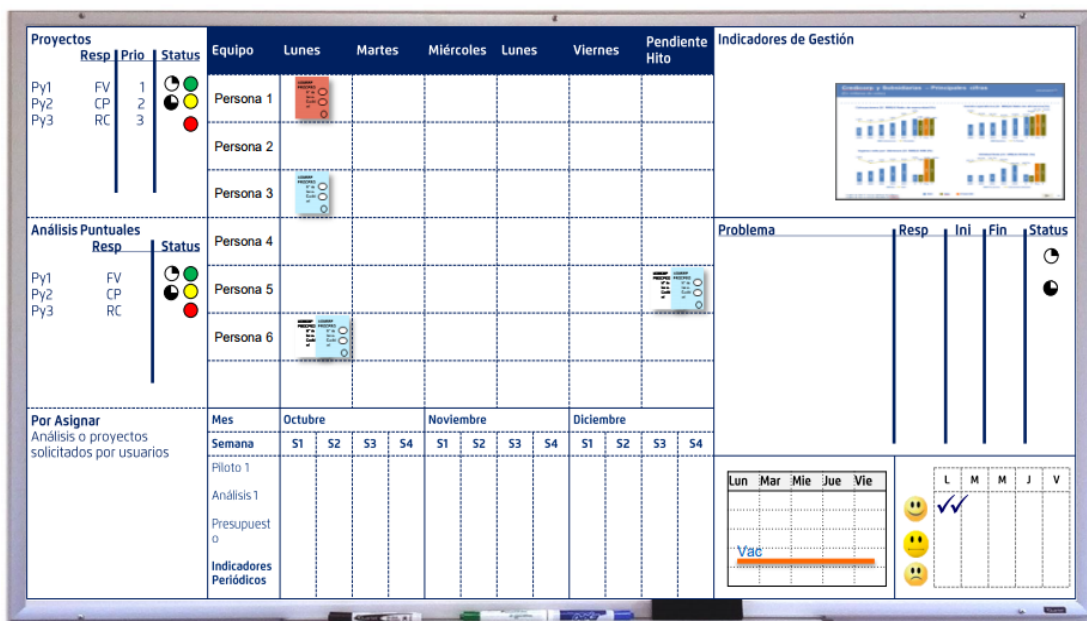 Proyectos
Resp Prio Status
Py1 FV 1
Py2 CP 2
Py3 RC 3
Análisis Puntuales
Resp Status
Py1 FV
Py2 CP
Py3 RC
Por Asignar
Análisis o proyectos
solicitados por usuarios
Equipo Lunes Martes Miércoles Lunes Viernes Pendiente
Hito
Persona 1
Persona 2
Persona 3
Persona 4
Persona 5
Persona 6
Mes Octubre Noviembre Diciembre
Semana S1 S2 S3 S4 S1 S2 S3 S4 S1 S2 S3 S4
Piloto 1
Análisis 1
Presupuest
o
Indicadores
Periódicos
Indicadores de Gestión
Credicorp y Subsidiarias – Principales cifras
Problema Resp Ini Fin Status
Lun Mar Mie Jue Vie
Vac
L M M J V